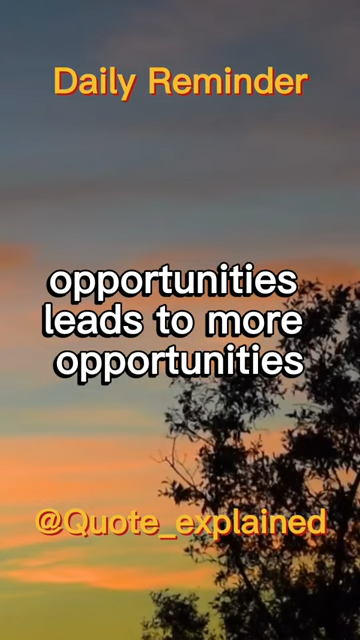 Daily Reminder
opportunities
leads to more
opportunities
@Quote_explained